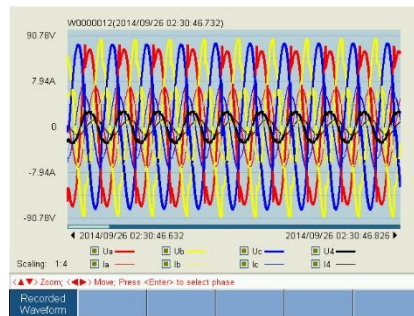 W0000012(2014/09/26 02:30:46.732)
90.78V
7.94A
0
-7.94A
-90.78V
2014/09/26 02:30:46.632 2014/09/26 02:30:46.826
Ua Ub Uc U4
Scaling: 1:4 Ia Ib Ic I4
<▲▼> Zoom; <◀▶> Move; Press <Enter> to select phase
Recorded
Waveform